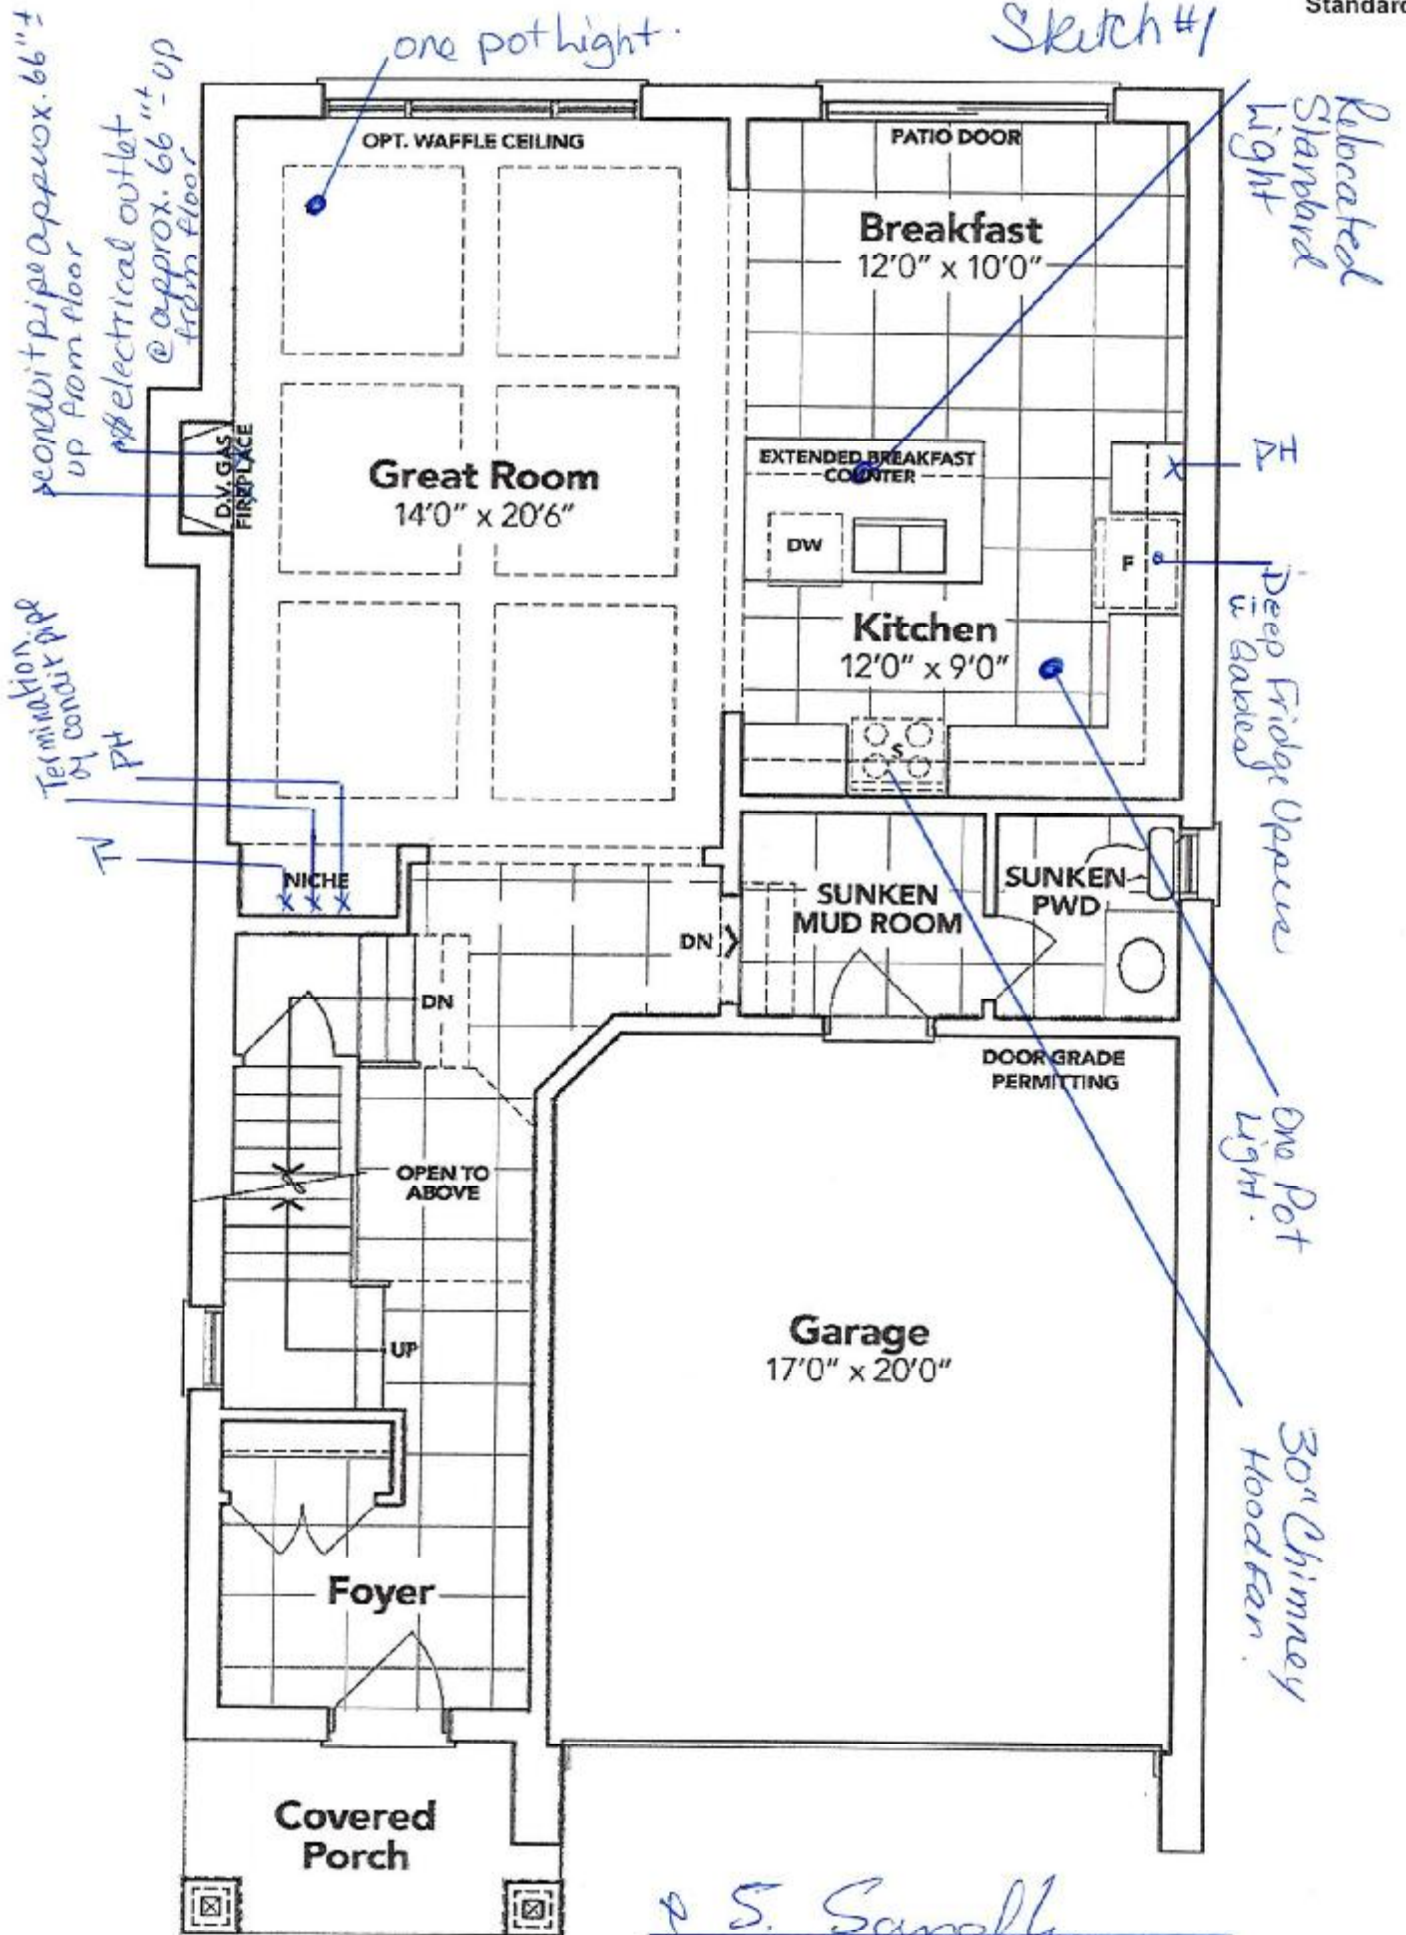 Standard
Sketch #1
one pot light.
Relocated
Standard
Light
conduit pipe approx. 66"±
up from floor
electrical outlet
@ approx. 66"± up
from floor
OPT. WAFFLE CEILING
PATIO DOOR
Breakfast
12'0" x 10'0"
D.V. GAS
FIREPLACE
Great Room
14'0" x 20'6"
EXTENDED BREAKFAST
COUNTER
DW
F
Deep Fridge Uppers
Kitchen
12'0" x 9'0"
S
Termination
of conduit pipe
PH
TV
NICHE
SUNKEN
MUD ROOM
SUNKEN
PWD
DN
DN
DOOR GRADE
PERMITTING
One Pot
Light.
OPEN TO
ABOVE
UP
Garage
17'0" x 20'0"
30" Chimney
Hood Fan.
Foyer
Covered
Porch
S.